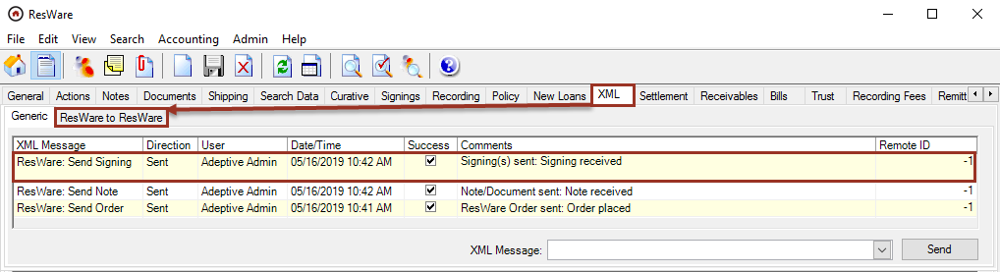 ResWare
File Edit View Search Accounting Admin Help
General Actions Notes Documents Shipping Search Data Curative Signings Recording Policy New Loans XML Settlement Receivables Bills Trust Recording Fees Remitt
Generic ResWare to ResWare
XML Message Direction User Date/Time Success Comments Remote ID
ResWare: Send Signing Sent Adeptive Admin 05/16/2019 10:42 AM Signing(s) sent: Signing received -1
ResWare: Send Note Sent Adeptive Admin 05/16/2019 10:42 AM Note/Document sent: Note received -1
ResWare: Send Order Sent Adeptive Admin 05/16/2019 10:41 AM ResWare Order sent: Order placed -1
XML Message: Send